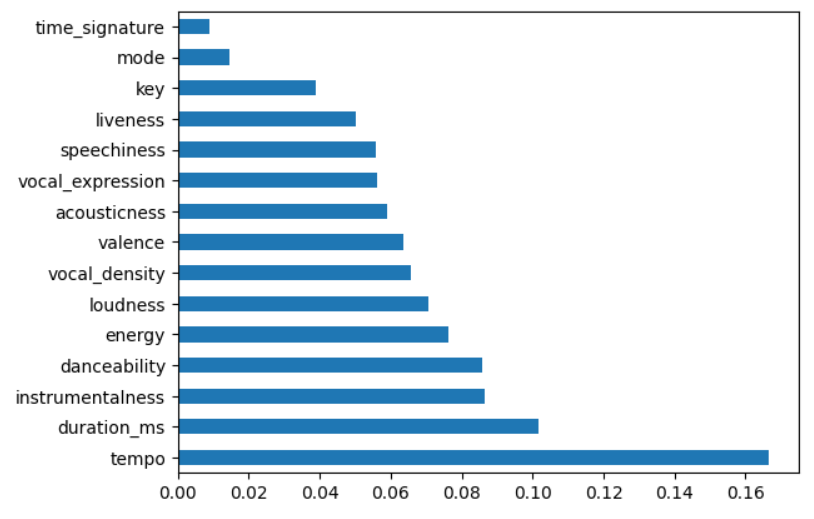 time_signature
mode
key
liveness
speechiness
vocal_expression
acousticness
valence
vocal_density
loudness
energy
danceability
instrumentalness
duration_ms
tempo
0.00 0.02 0.04 0.06 0.08 0.10 0.12 0.14 0.16